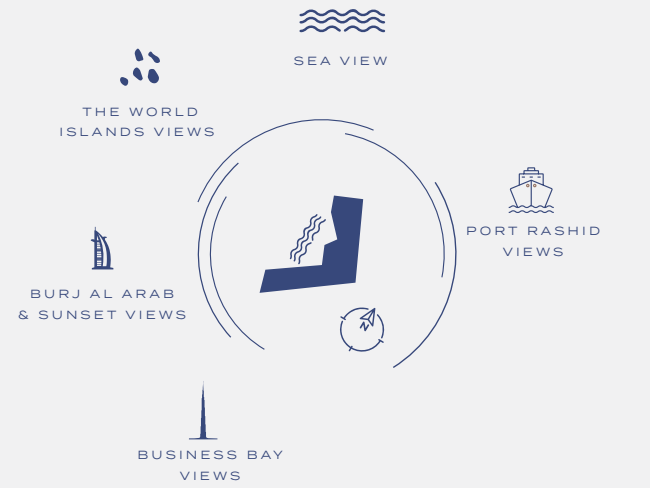 SEA VIEW
THE WORLD
ISLANDS VIEWS
PORT RASHID
VIEWS
BURJ AL ARAB
& SUNSET VIEWS
N
BUSINESS BAY
VIEWS